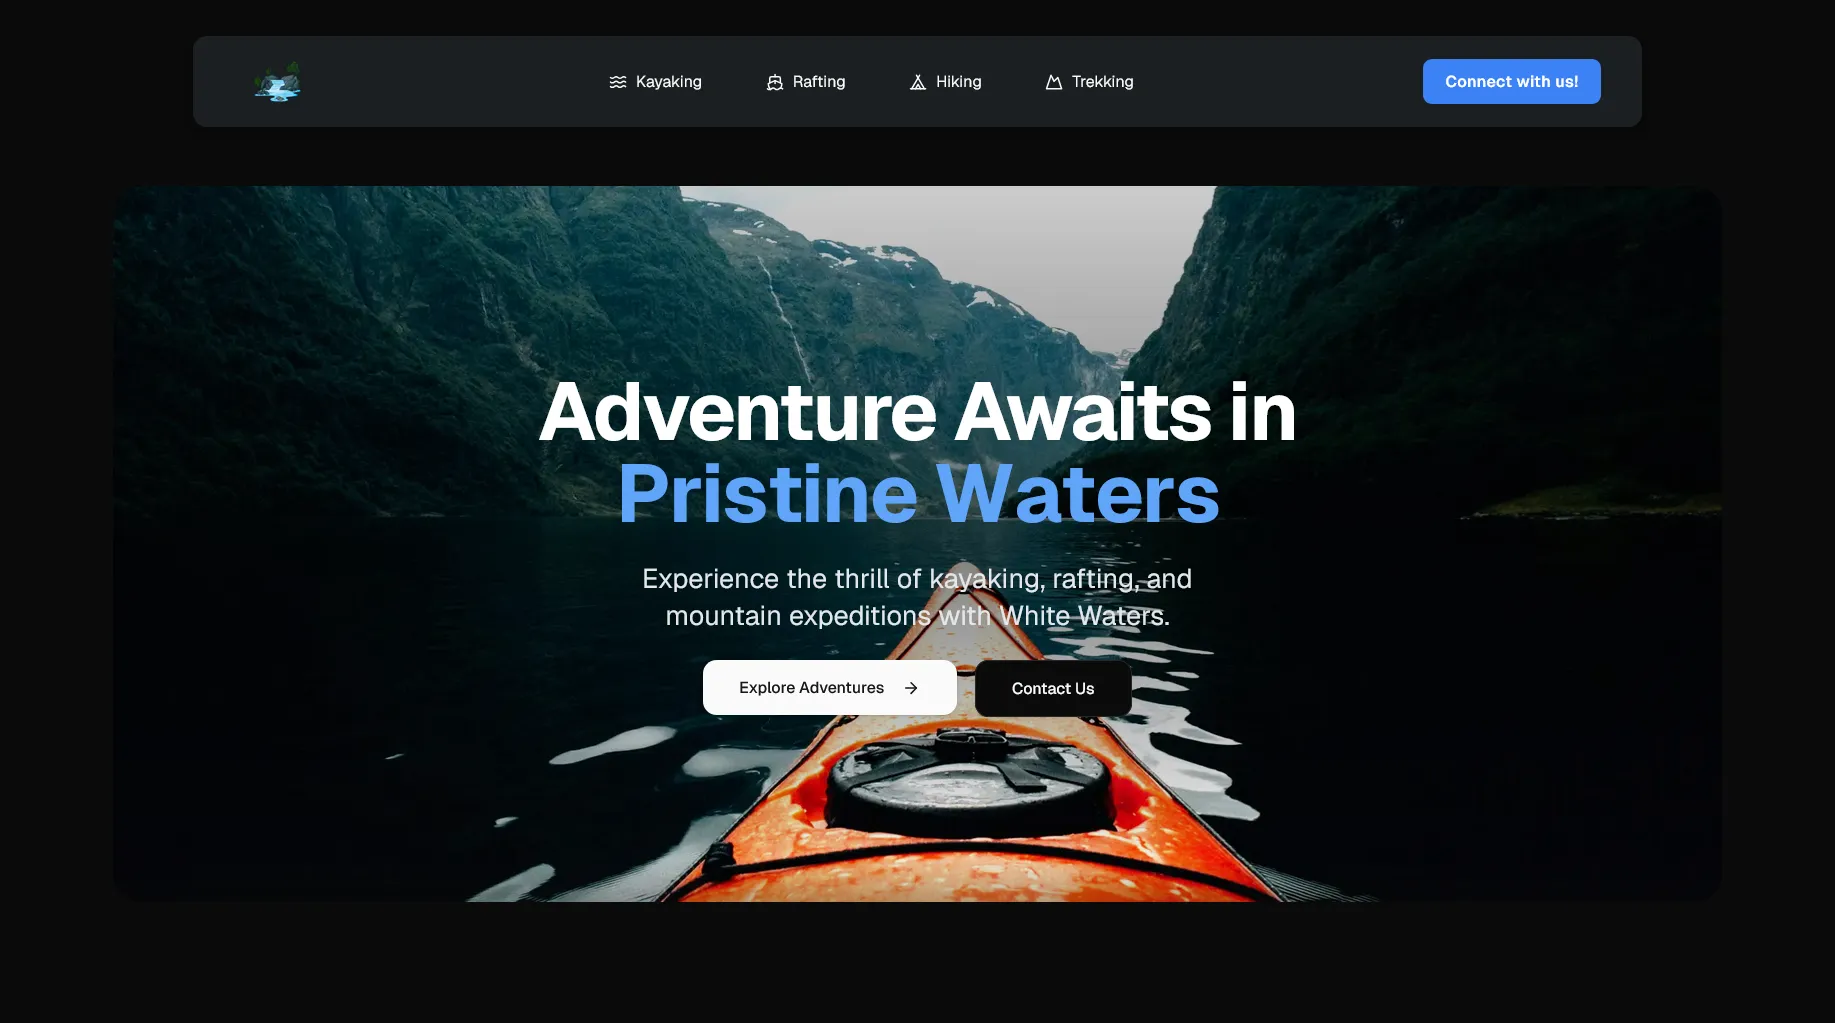 Kayaking
Rafting
Hiking
Trekking
Connect with us!
Adventure Awaits in
Pristine Waters
Experience the thrill of kayaking, rafting, and
mountain expeditions with White Waters.
Explore Adventures
Contact Us